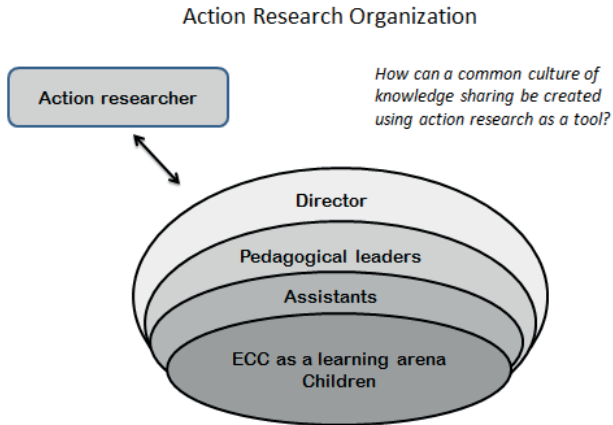 Action Research Organization
Action researcher
How can a common culture of
knowledge sharing be created
using action research as a tool?
Director
Pedagogical leaders
Assistants
ECC as a learning arena
Children